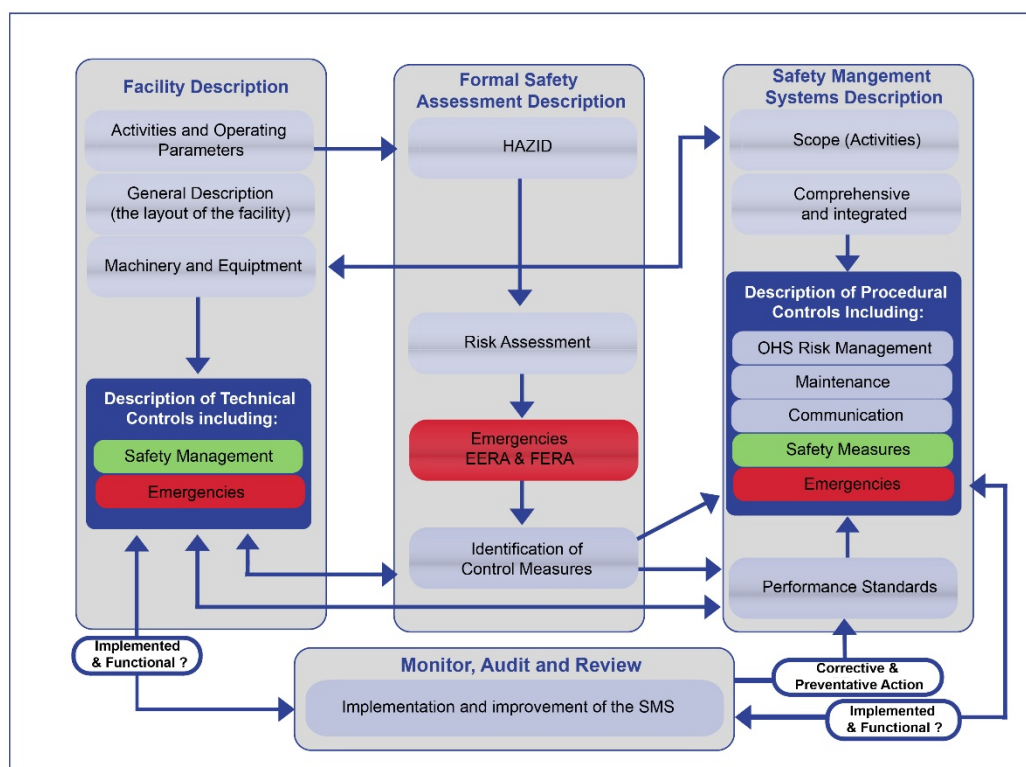 Facility Description
Activities and Operating
Parameters
General Description
(the layout of the facility)
Machinery and Equiptment
Description of Technical
Controls including:
Safety Management
Emergencies
Formal Safety
Assessment Description
HAZID
Risk Assessment
Emergencies
EERA & FERA
Identification of
Control Measures
Safety Mangement
Systems Description
Scope (Activities)
Comprehensive
and integrated
Description of Procedural
Controls Including:
OHS Risk Management
Maintenance
Communication
Safety Measures
Emergencies
Performance Standards
Implemented
& Functional ?
Monitor, Audit and Review
Implementation and improvement of the SMS
Corrective &
Preventative Action
Implemented
& Functional ?